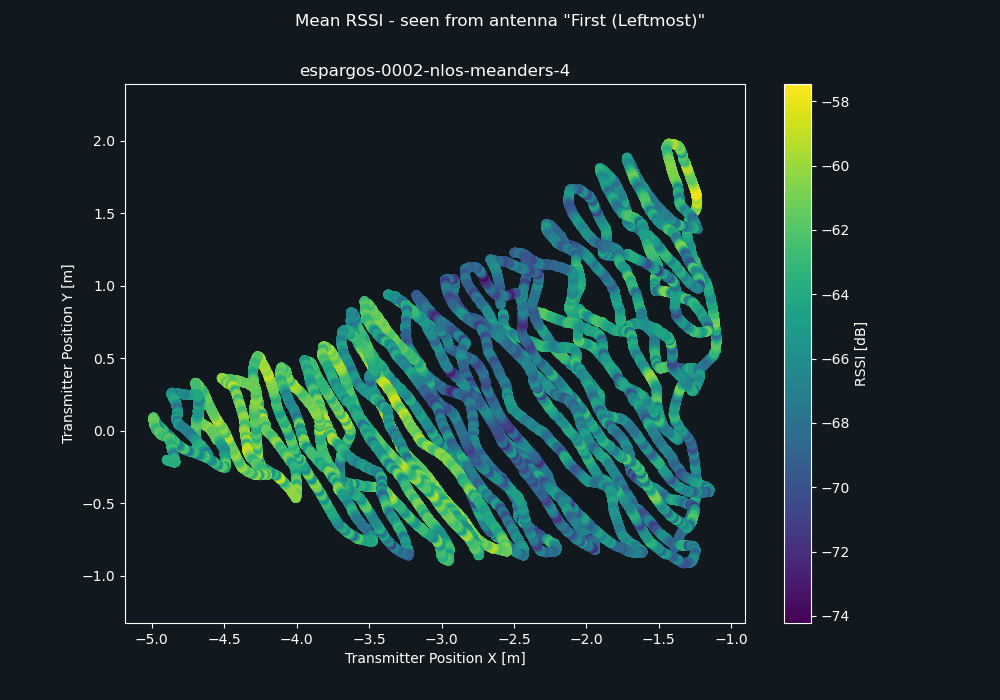 Mean RSSI - seen from antenna "First (Leftmost)"
espargos-0002-nlos-meanders-4
2.0
1.5
1.0
0.5
0.0
−0.5
−1.0
Transmitter Position Y [m]
−5.0 −4.5 −4.0 −3.5 −3.0 −2.5 −2.0 −1.5 −1.0
Transmitter Position X [m]
−58
−60
−62
−64
−66
−68
−70
−72
−74
RSSI [dB]